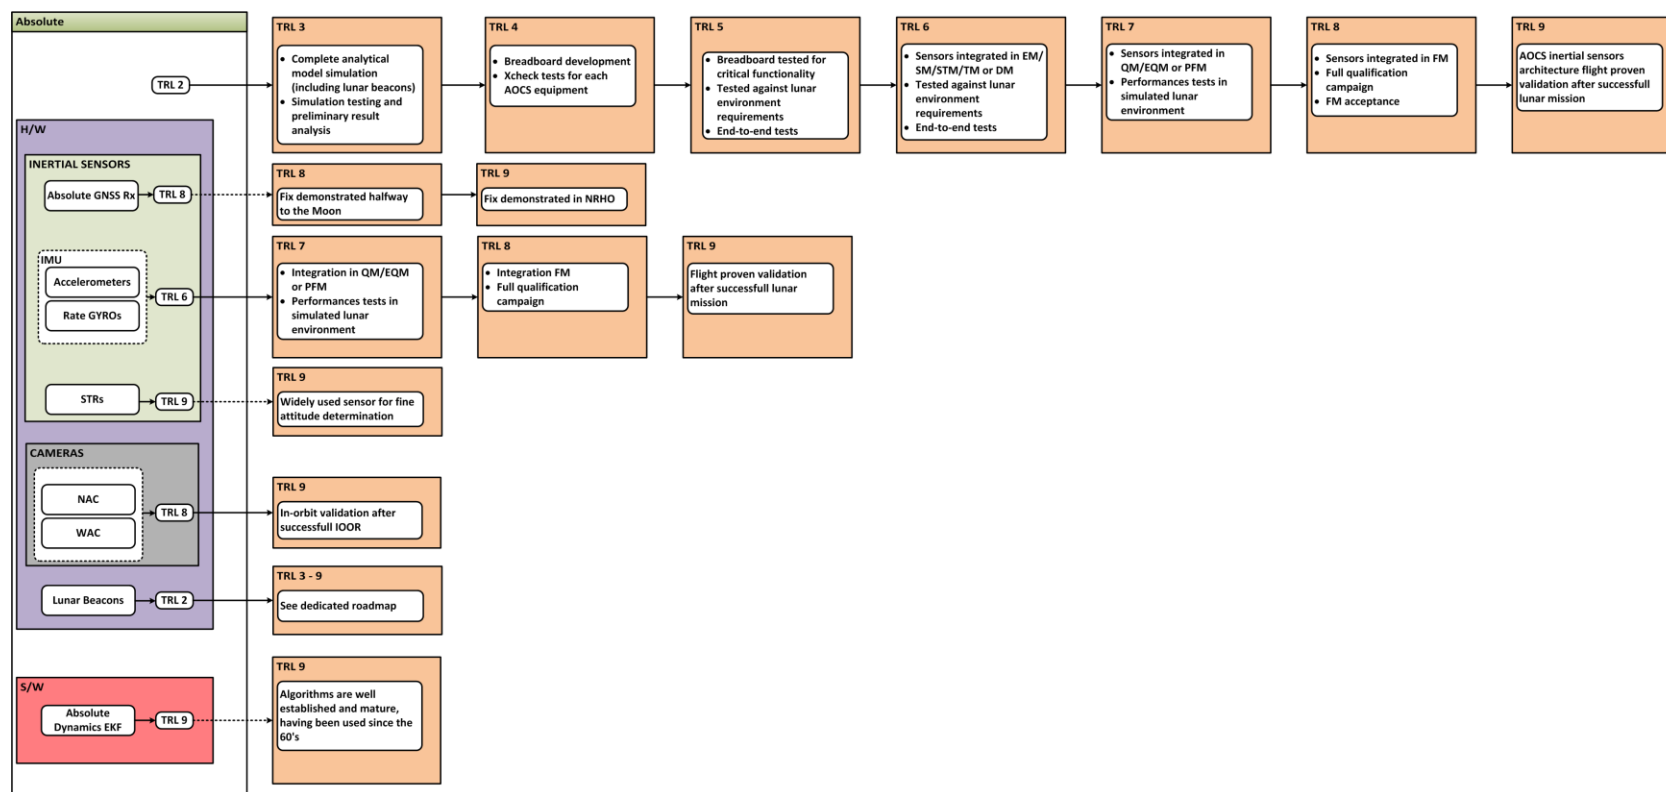 Absolute
TRL 2
TRL 3
• Complete analytical
model simulation
(including lunar beacons)
• Simulation testing and
preliminary result
analysis
TRL 4
• Breadboard development
• Xcheck tests for each
AOCS equipment
TRL 5
• Breadboard tested for
critical functionality
• Tested against lunar
environment
requirements
• End-to-end tests
TRL 6
• Sensors integrated in EM/
SM/STM/TM or DM
• Tested against lunar
environment
requirements
• End-to-end tests
TRL 7
• Sensors integrated in
QM/EQM or PFM
• Performances tests in
simulated lunar
environment
TRL 8
• Sensors integrated in FM
• Full qualification
campaign
• FM acceptance
TRL 9
AOCS inertial sensors
architecture flight proven
validation after successful
lunar mission
H/W
INERTIAL SENSORS
Absolute GNSS Rx
TRL 8
TRL 8
Fix demonstrated halfway
to the Moon
TRL 9
Fix demonstrated in NRHO
IMU
Accelerometers
Rate GYROs
TRL 6
TRL 7
• Integration in QM/EQM
or PFM
• Performances tests in
simulated lunar
environment
TRL 8
• Integration FM
• Full qualification
campaign
TRL 9
Flight proven validation
after successfull lunar
mission
STRs
TRL 9
TRL 9
Widely used sensor for fine
attitude determination
CAMERAS
NAC
WAC
TRL 8
TRL 9
In-orbit validation after
successfull IOOR
Lunar Beacons
TRL 2
TRL 3 - 9
See dedicated roadmap
S/W
Absolute
Dynamics EKF
TRL 9
TRL 9
Algorithms are well
established and mature,
having been used since the
60's